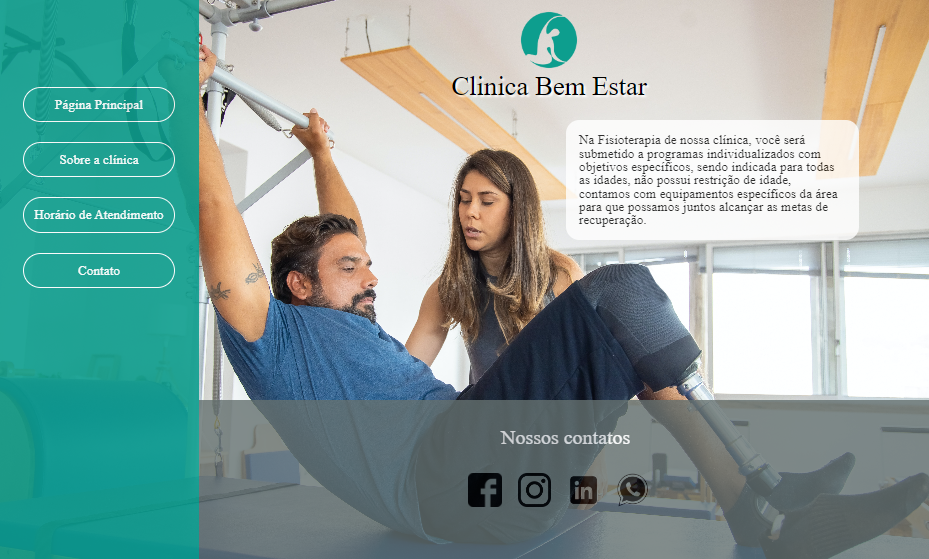 Clinica Bem Estar
Página Principal
Sobre a clínica
Horário de Atendimento
Contato
Na Fisioterapia de nossa clínica, você será
submetido a programas individualizados com
objetivos específicos, sendo indicada para todas
as idades, não possui restrição de idade,
contamos com equipamentos específicos da área
para que possamos juntos alcançar as metas de
recuperação.
Nossos contatos
in